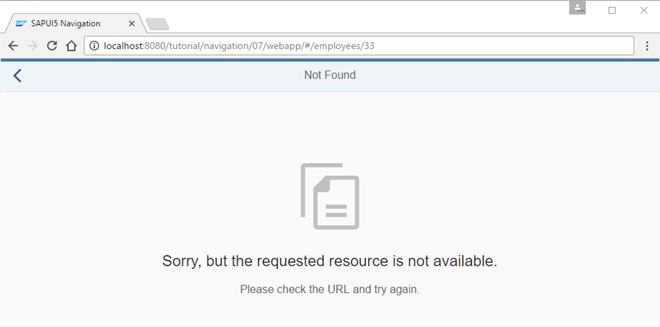 SAP SAPUI5 Navigation
localhost:8080/tutorial/navigation/07/webapp/#/employees/33
Not Found
Sorry, but the requested resource is not available.
Please check the URL and try again.